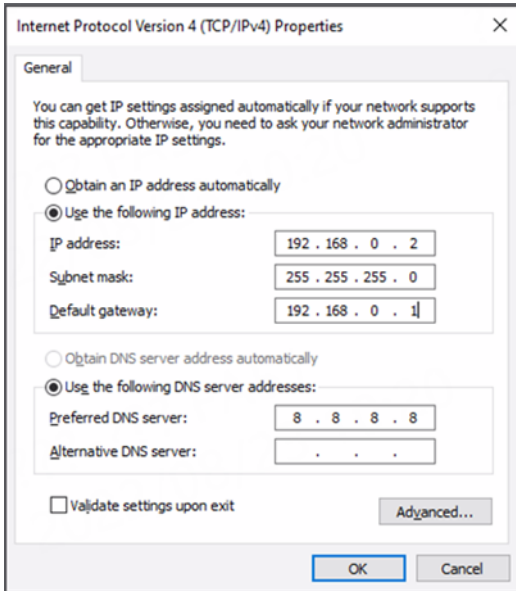 Internet Protocol Version 4 (TCP/IPv4) Properties
General
You can get IP settings assigned automatically if your network supports
this capability. Otherwise, you need to ask your network administrator
for the appropriate IP settings.
Obtain an IP address automatically
Use the following IP address:
IP address: 192 . 168 . 0 . 2
Subnet mask: 255 . 255 . 255 . 0
Default gateway: 192 . 168 . 0 . 1
Obtain DNS server address automatically
Use the following DNS server addresses:
Preferred DNS server: 8 . 8 . 8 . 8
Alternative DNS server: . . .
Validate settings upon exit
Advanced...
OK Cancel